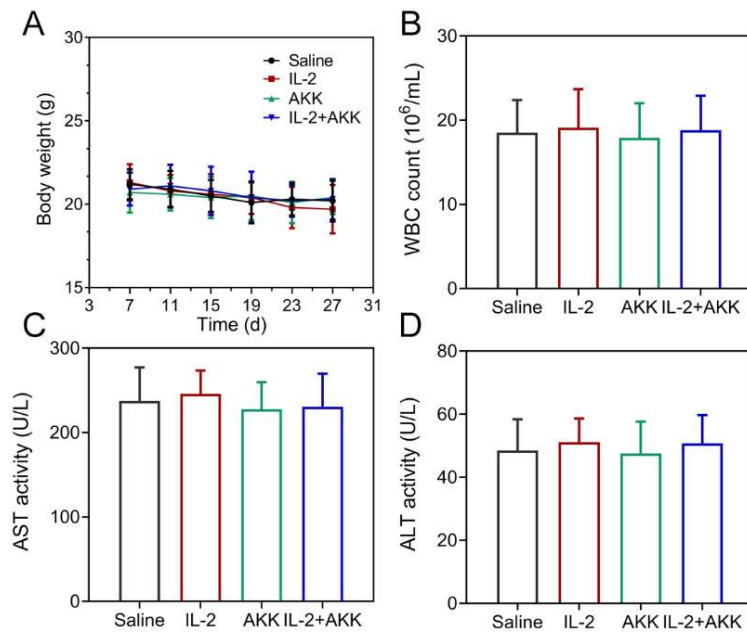 A
Body weight (g)
30
25
20
15
3 7 11 15 19 23 27 31
Time (d)
Saline
IL-2
AKK
IL-2+AKK
B
WBC count (10⁶/mL)
30
20
10
0
Saline IL-2 AKK IL-2+AKK
C
AST activity (U/L)
300
200
100
0
Saline IL-2 AKK IL-2+AKK
D
ALT activity (U/L)
80
60
40
20
0
Saline IL-2 AKK IL-2+AKK